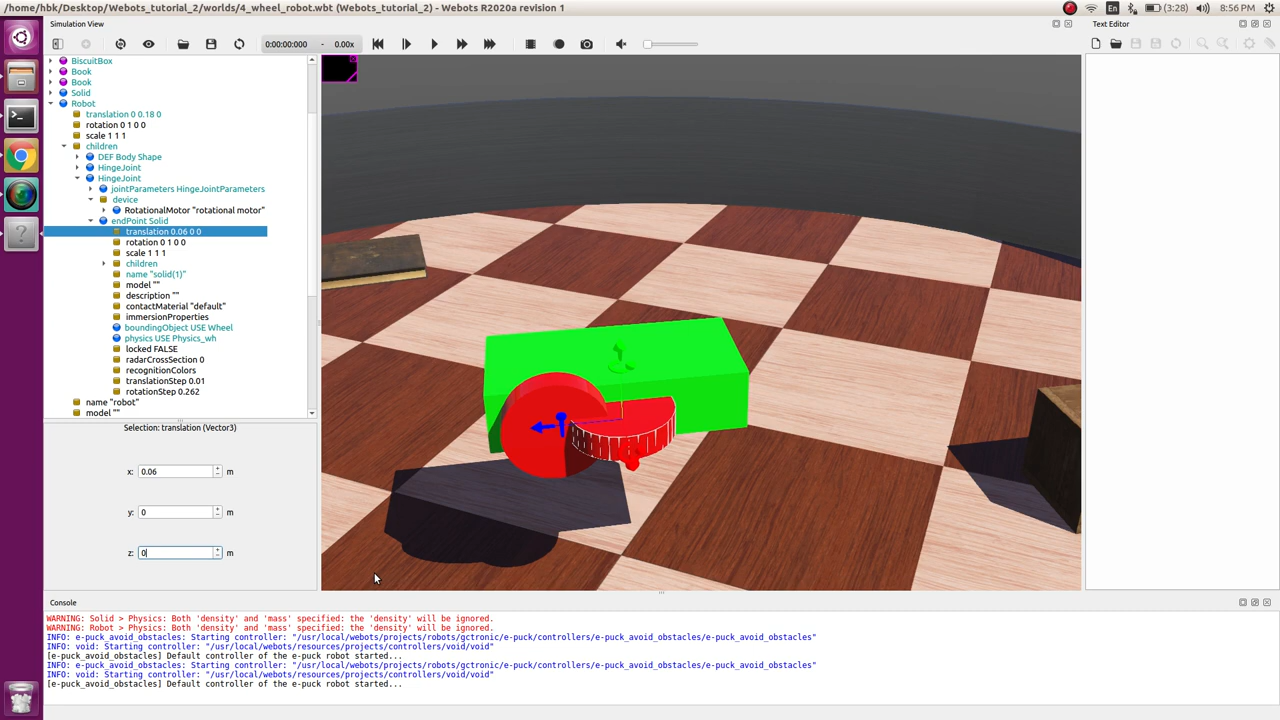 /home/hbk/Desktop/Webots_tutorial_2/worlds/4_wheel_robot.wbt (Webots_tutorial_2) - Webots R2020a revision 1
En
(3:28)
8:56 PM
Simulation View
Text Editor
0:00:00:000 - 0.00x
BiscuitBox
Book
Book
Solid
Robot
translation 0 0.18 0
rotation 0 1 0 0
scale 1 1 1
children
DEF Body Shape
HingeJoint
HingeJoint
jointParameters HingeJointParameters
device
RotationalMotor "rotational motor"
endPoint Solid
translation 0.06 0 0
rotation 0 1 0 0
scale 1 1 1
children
name "solid(1)"
model ""
description ""
contactMaterial "default"
immersionProperties
boundingObject USE Wheel
physics USE Physics_wh
locked FALSE
radarCrossSection 0
recognitionColors
translationStep 0.01
rotationStep 0.262
name "robot"
model ""
Selection: translation (Vector3)
x: 0.06 m
y: 0 m
z: 0 m
Console
WARNING: Solid > Physics: Both 'density' and 'mass' specified: the 'density' will be ignored.
WARNING: Robot > Physics: Both 'density' and 'mass' specified: the 'density' will be ignored.
INFO: e-puck_avoid_obstacles: Starting controller: "/usr/local/webots/projects/robots/gctronic/e-puck/controllers/e-puck_avoid_obstacles/e-puck_avoid_obstacles"
INFO: void: Starting controller: "/usr/local/webots/resources/projects/controllers/void/void"
[e-puck_avoid_obstacles] Default controller of the e-puck robot started...
INFO: e-puck_avoid_obstacles: Starting controller: "/usr/local/webots/projects/robots/gctronic/e-puck/controllers/e-puck_avoid_obstacles/e-puck_avoid_obstacles"
INFO: void: Starting controller: "/usr/local/webots/resources/projects/controllers/void/void"
[e-puck_avoid_obstacles] Default controller of the e-puck robot started...